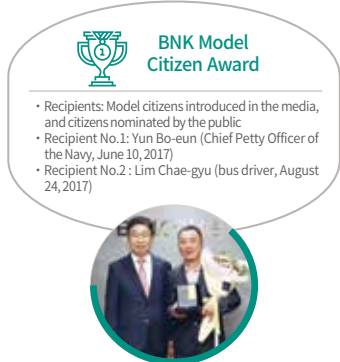 1
BNK Model
Citizen Award
・Recipients: Model citizens introduced in the media,
and citizens nominated by the public
・Recipient No.1: Yun Bo-eun (Chief Petty Officer of
the Navy, June 10, 2017)
・Recipient No.2 : Lim Chae-gyu (bus driver, August
24, 2017)